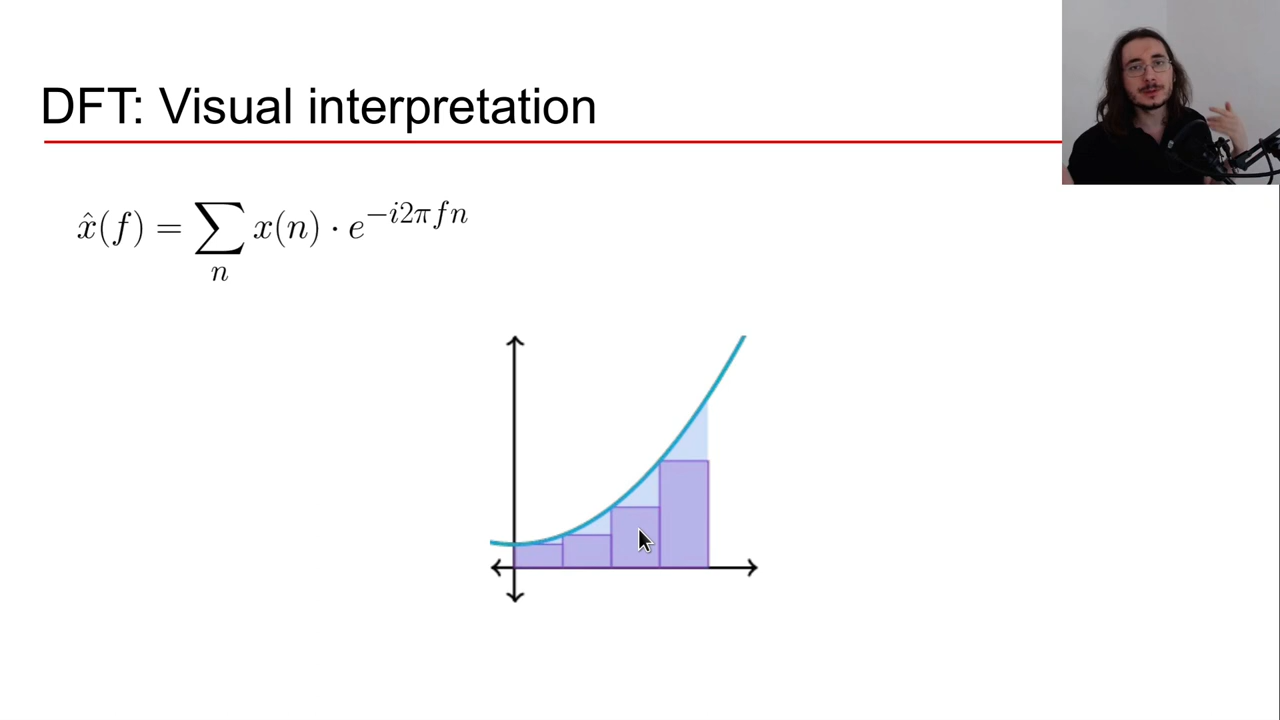 DFT: Visual interpretation
x̂(f) = ∑ₙ x(n) · e^{−i2πfn}